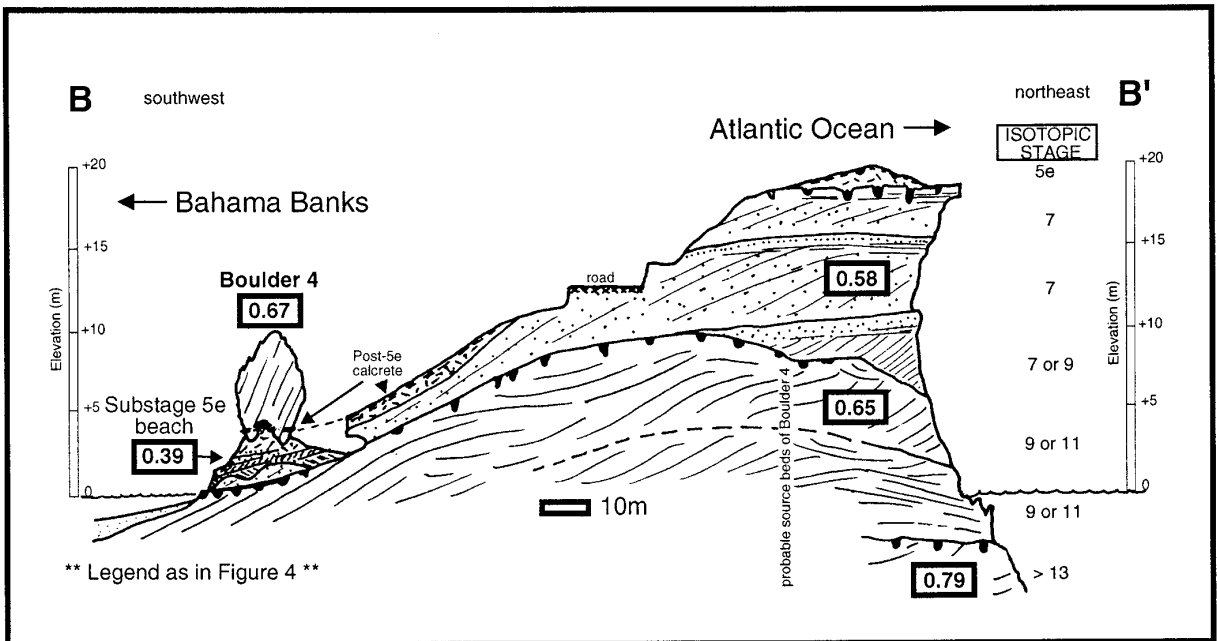 B
southwest
northeast
B'
Atlantic Ocean
ISOTOPIC
STAGE
+20
+20
5e
Bahama Banks
7
+15
+15
Boulder 4
0.67
road
0.58
7
Elevation (m)
Elevation (m)
+10
+10
Post-5e
calcrete
7 or 9
+5
+5
Substage 5e
beach
0.39
0.65
probable source beds of Boulder 4
9 or 11
0
0
10m
9 or 11
** Legend as in Figure 4 **
0.79
> 13